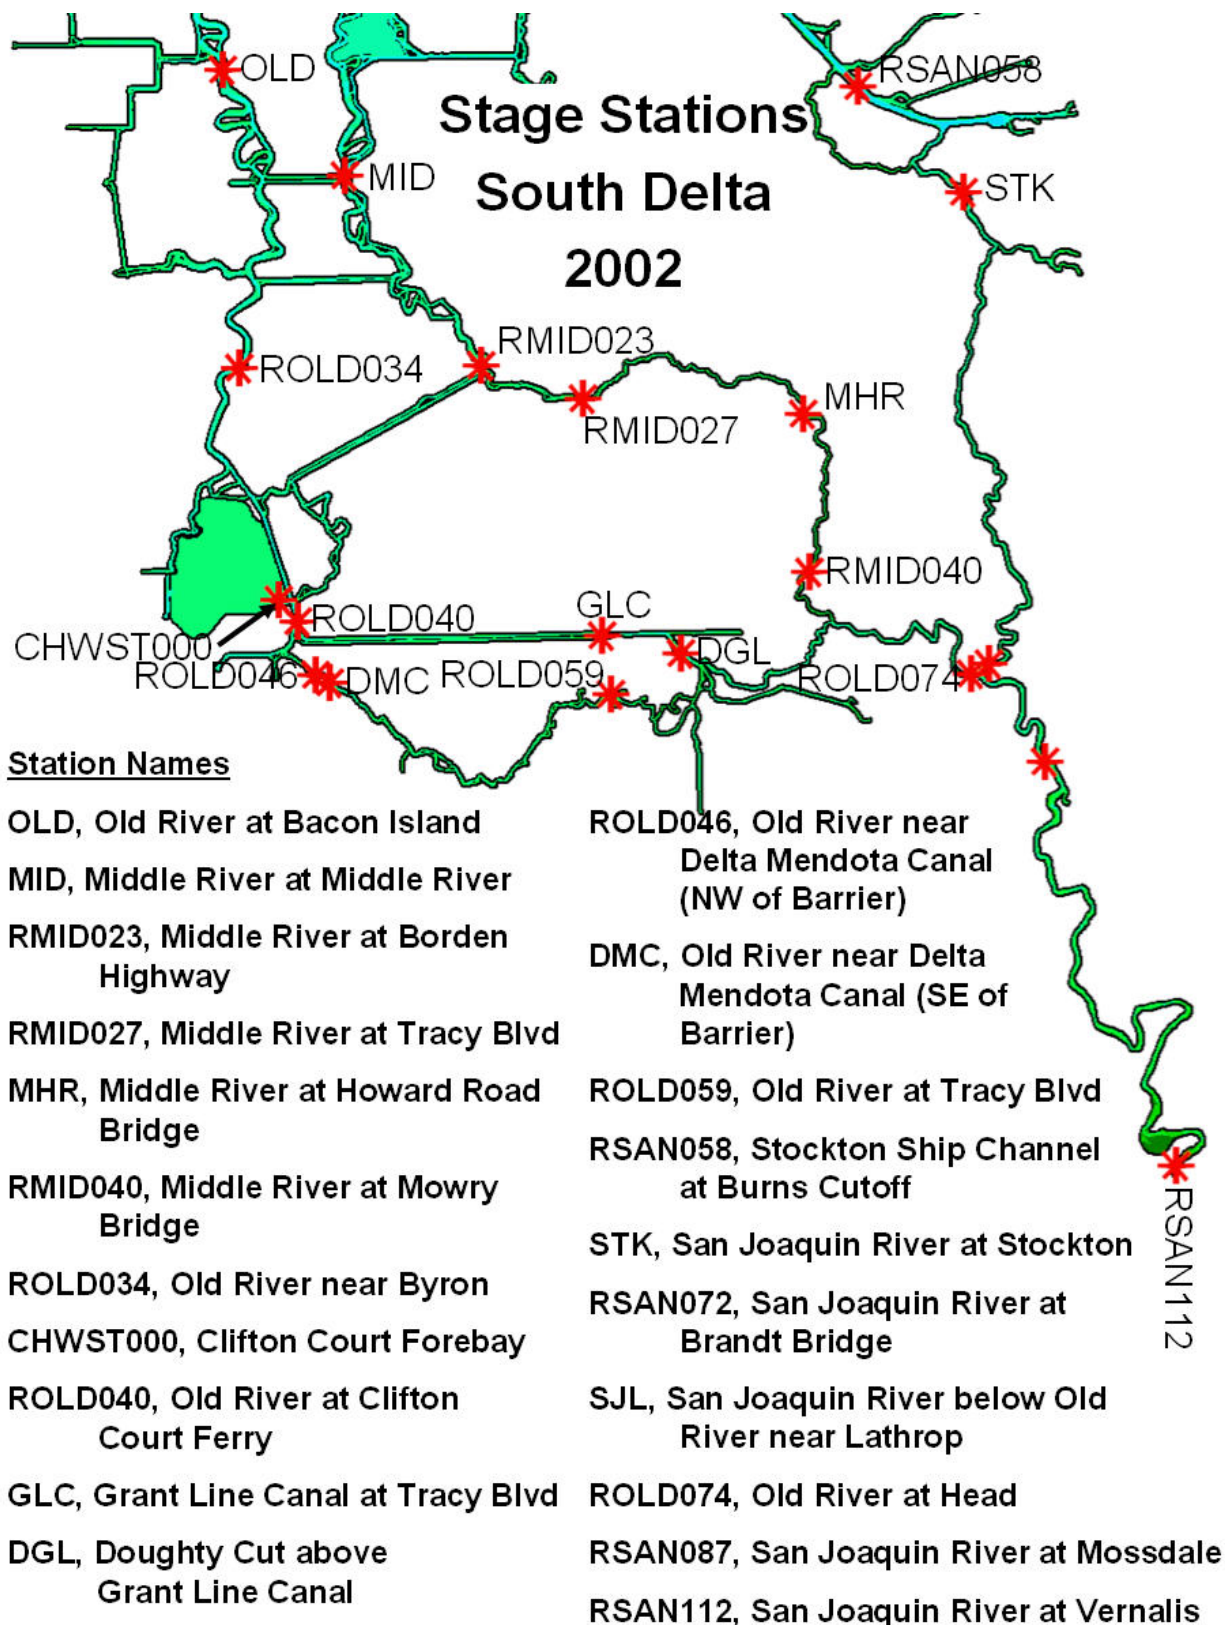 OLD
RSAN058
Stage Stations
MID
STK
South Delta
2002
RMID023
ROLD034
MHR
RMID027
RMID040
GLC
ROLD040
CHWST000
DGL
ROLD046
DMC
ROLD059
ROLD074
RSAN112
Station Names
OLD, Old River at Bacon Island
MID, Middle River at Middle River
RMID023, Middle River at Borden
Highway
RMID027, Middle River at Tracy Blvd
MHR, Middle River at Howard Road
Bridge
RMID040, Middle River at Mowry
Bridge
ROLD034, Old River near Byron
CHWST000, Clifton Court Forebay
ROLD040, Old River at Clifton
Court Ferry
GLC, Grant Line Canal at Tracy Blvd
DGL, Doughty Cut above
Grant Line Canal
ROLD046, Old River near
Delta Mendota Canal
(NW of Barrier)
DMC, Old River near Delta
Mendota Canal (SE of
Barrier)
ROLD059, Old River at Tracy Blvd
RSAN058, Stockton Ship Channel
at Burns Cutoff
STK, San Joaquin River at Stockton
RSAN072, San Joaquin River at
Brandt Bridge
SJL, San Joaquin River below Old
River near Lathrop
ROLD074, Old River at Head
RSAN087, San Joaquin River at Mossdale
RSAN112, San Joaquin River at Vernalis